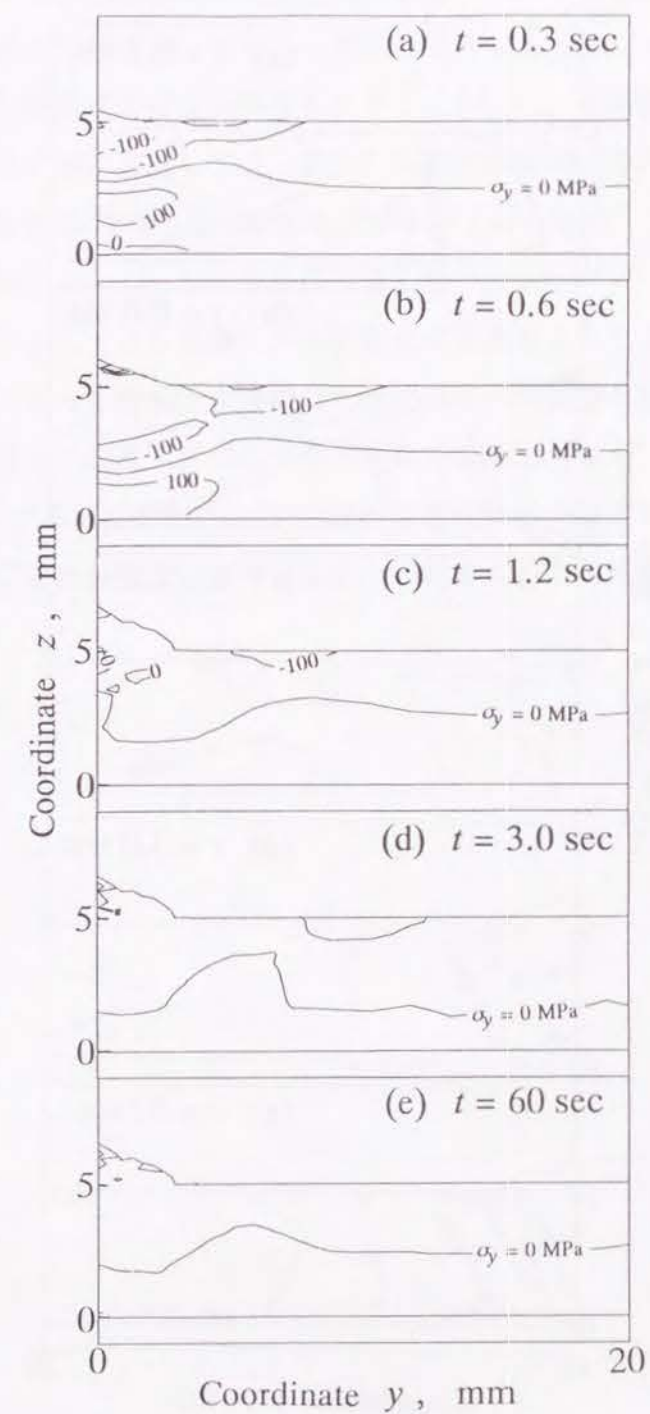 (a) t = 0.3 sec
5
-100
-100
σy = 0 MPa
100
0
0
(b) t = 0.6 sec
5
-100
-100
σy = 0 MPa
100
0
(c) t = 1.2 sec
5
0
-100
σy = 0 MPa
0
(d) t = 3.0 sec
5
σy = 0 MPa
0
(e) t = 60 sec
5
σy = 0 MPa
0
0
20
Coordinate y , mm
Coordinate z , mm